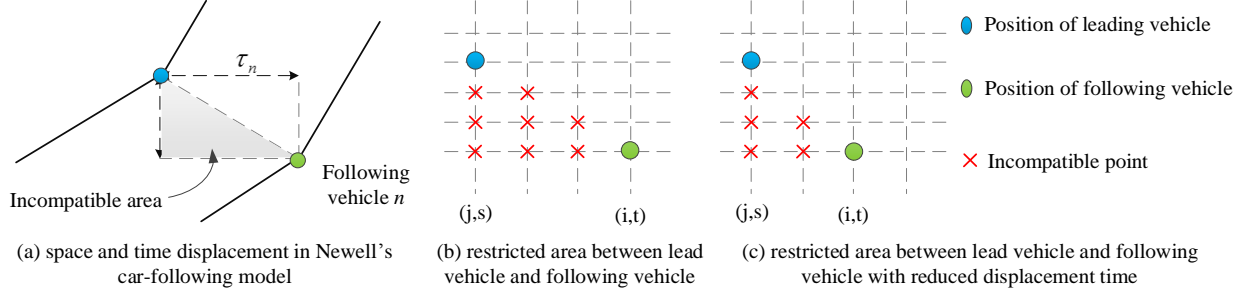 τn
Incompatible area
Following
vehicle n
(j,s)
(i,t)
(j,s)
(i,t)
Position of leading vehicle
Position of following vehicle
Incompatible point
(a) space and time displacement in Newell's
car-following model
(b) restricted area between lead
vehicle and following vehicle
(c) restricted area between lead vehicle and following
vehicle with reduced displacement time